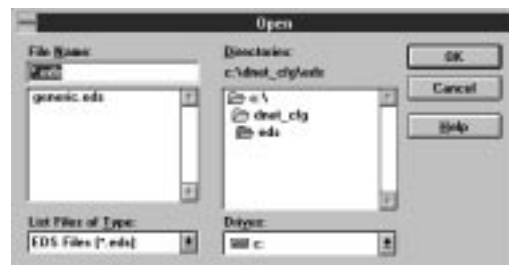 Open
File Name:
*.eds
generic.eds
List Files of Type:
EDS Files (*.eds)
Directories:
c:\dnet_cfg\eds
c:\
dnet_cfg
eds
Drives:
c:
OK
Cancel
Help